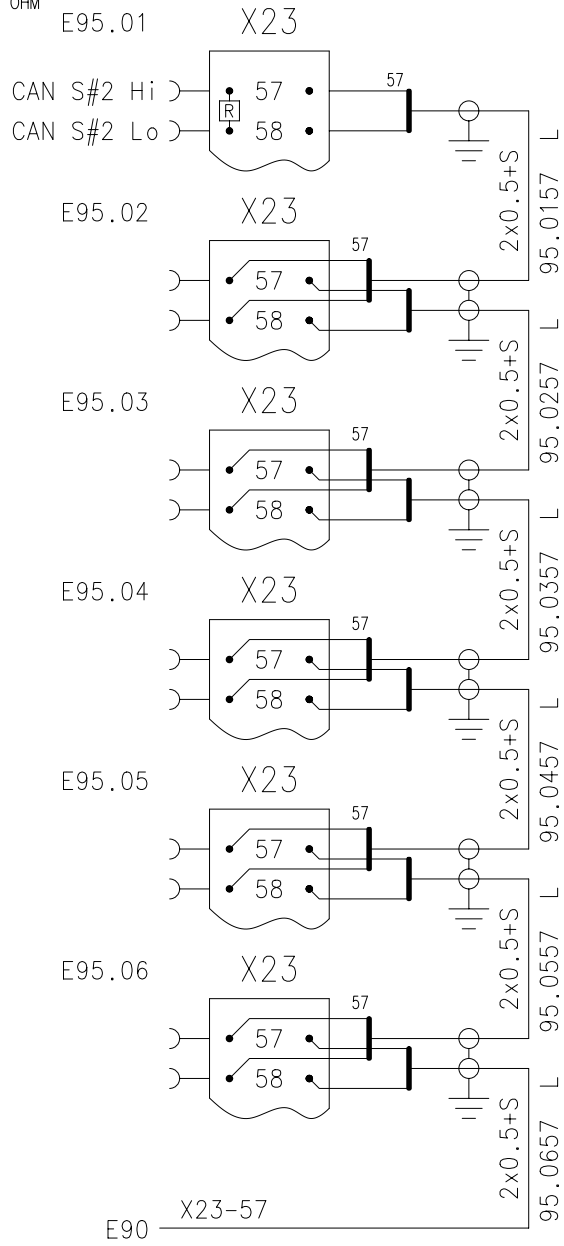 OHM
E95.01 X23
57
CAN S#2 Hi 57
R
CAN S#2 Lo 58
2x0.5+S
95.0157 L
E95.02 X23
57
57
58
2x0.5+S
95.0257 L
E95.03 X23
57
57
58
2x0.5+S
95.0357 L
E95.04 X23
57
57
58
2x0.5+S
95.0457 L
E95.05 X23
57
57
58
2x0.5+S
95.0557 L
E95.06 X23
57
57
58
2x0.5+S
95.0657 L
X23-57
E90